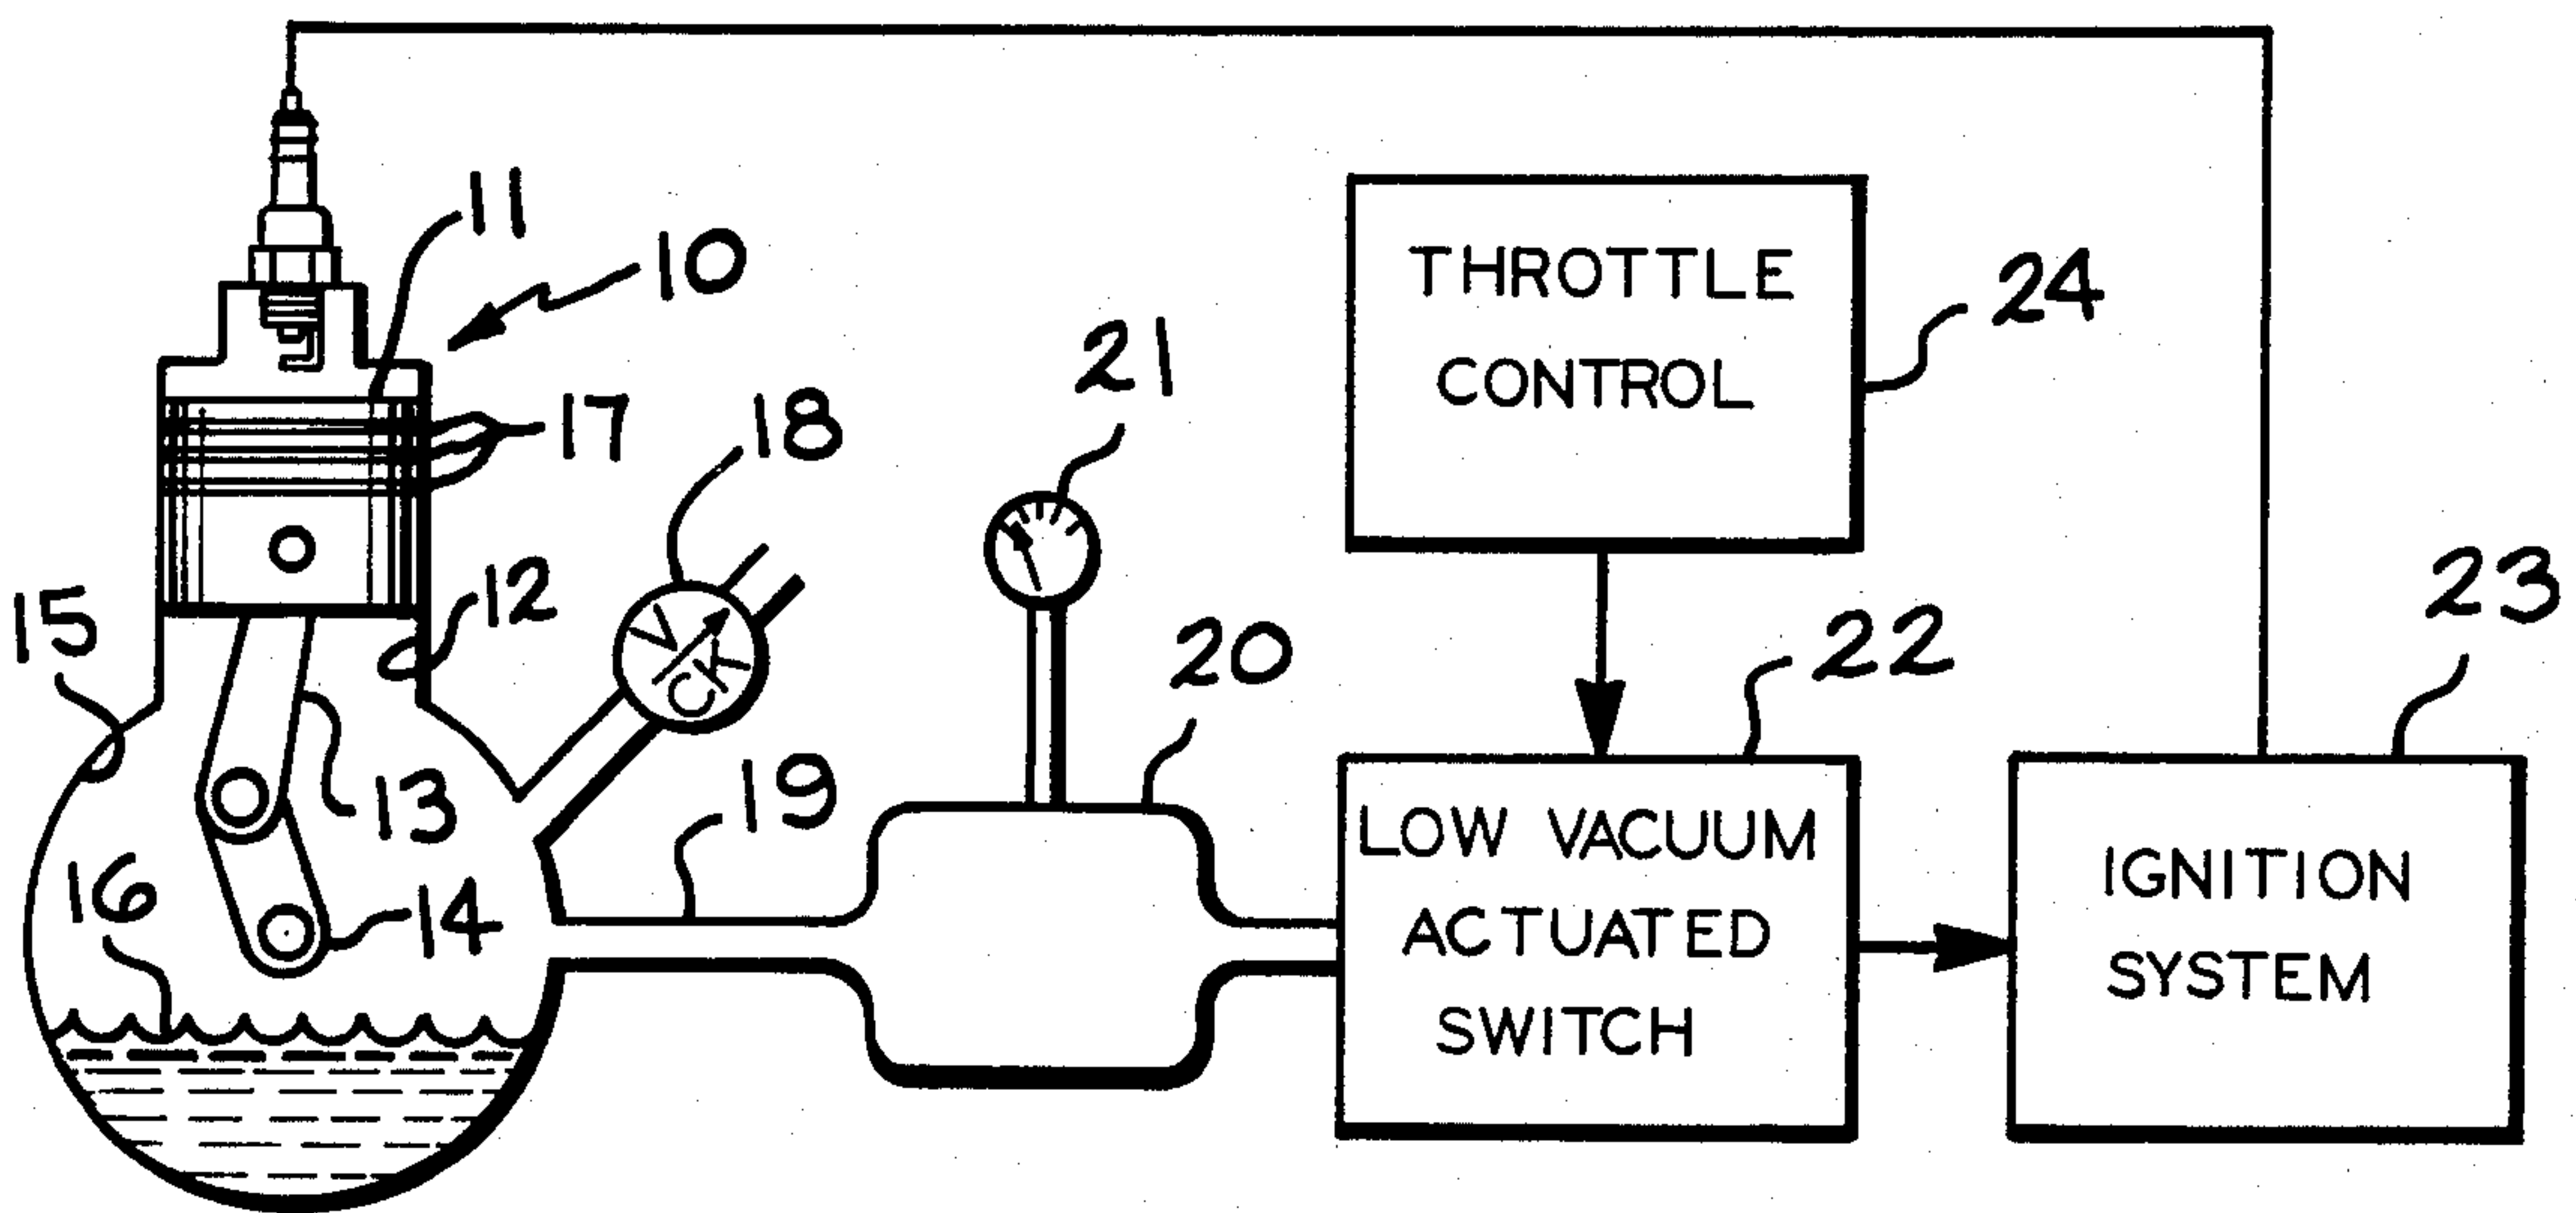 11
10
THROTTLE
CONTROL
24
21
17
18
12
15
20
22
23
13
19
V
CK
16
14
LOW VACUUM
ACTUATED
SWITCH
IGNITION
SYSTEM